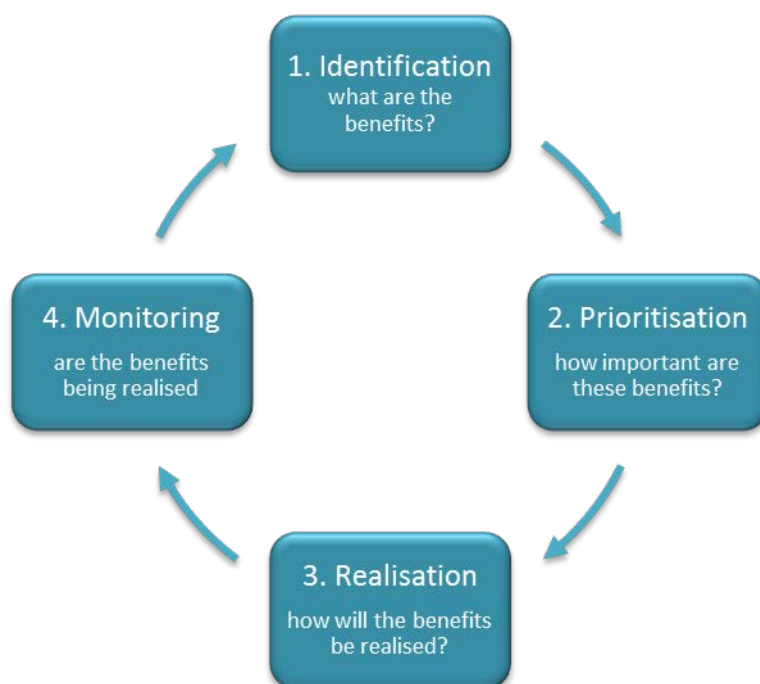 1. Identification
what are the
benefits?
2. Prioritisation
how important are
these benefits?
3. Realisation
how will the benefits
be realised?
4. Monitoring
are the benefits
being realised